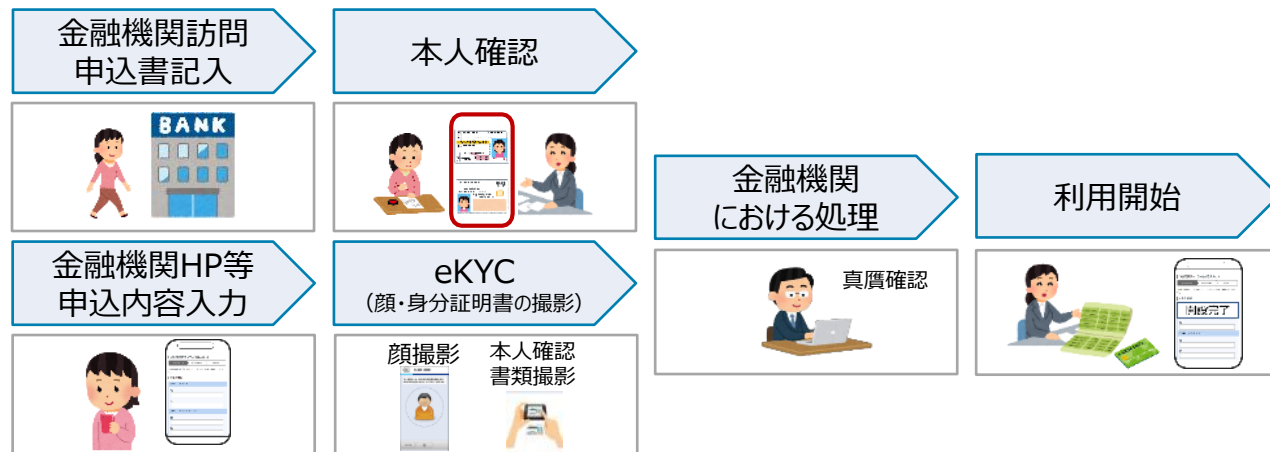 金融機関訪問
申込書記入
本人確認
BANK
金融機関
における処理
利用開始
金融機関HP等
申込内容入力
eKYC
（顔・身分証明書の撮影）
真贋確認
開設完了
顔撮影
本人確認
書類撮影